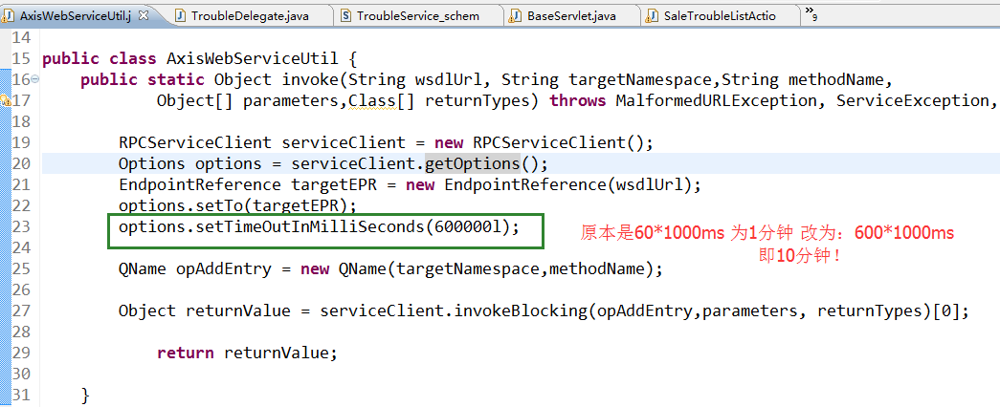 AxisWebServiceUtil.j TroubleDelegate.java TroubleService_schem BaseServlet.java SaleTroubleListActio »9
14
15 public class AxisWebServiceUtil {
16 public static Object invoke(String wsdlUrl, String targetNamespace,String methodName,
17 Object[] parameters,Class[] returnTypes) throws MalformedURLException, ServiceException,
18
19 RPCServiceClient serviceClient = new RPCServiceClient();
20 Options options = serviceClient.getOptions();
21 EndpointReference targetEPR = new EndpointReference(wsdlUrl);
22 options.setTo(targetEPR);
23 options.setTimeOutInMilliSeconds(600000l);
原本是60*1000ms 为1分钟 改为：600*1000ms
即10分钟！
24
25 QName opAddEntry = new QName(targetNamespace,methodName);
26
27 Object returnValue = serviceClient.invokeBlocking(opAddEntry,parameters, returnTypes)[0];
28
29 return returnValue;
30
31 }